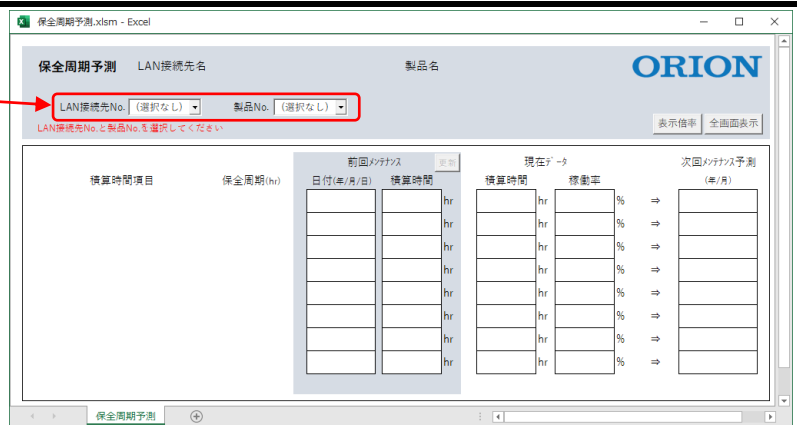 保全周期予測.xlsm - Excel
保全周期予測 LAN接続先名 製品名 ORION
LAN接続先No. (選択なし) 製品No. (選択なし)
LAN接続先No.と製品No.を選択してください
表示倍率 全画面表示
前回ﾒﾝﾃﾅﾝｽ 更新 現在ﾃﾞｰﾀ 次回ﾒﾝﾃﾅﾝｽ予測
積算時間項目 保全周期(hr) 日付(年/月/日) 積算時間 積算時間 稼働率 (年/月)
hr hr % ⇒
hr hr % ⇒
hr hr % ⇒
hr hr % ⇒
hr hr % ⇒
hr hr % ⇒
hr hr % ⇒
hr hr % ⇒
保全周期予測